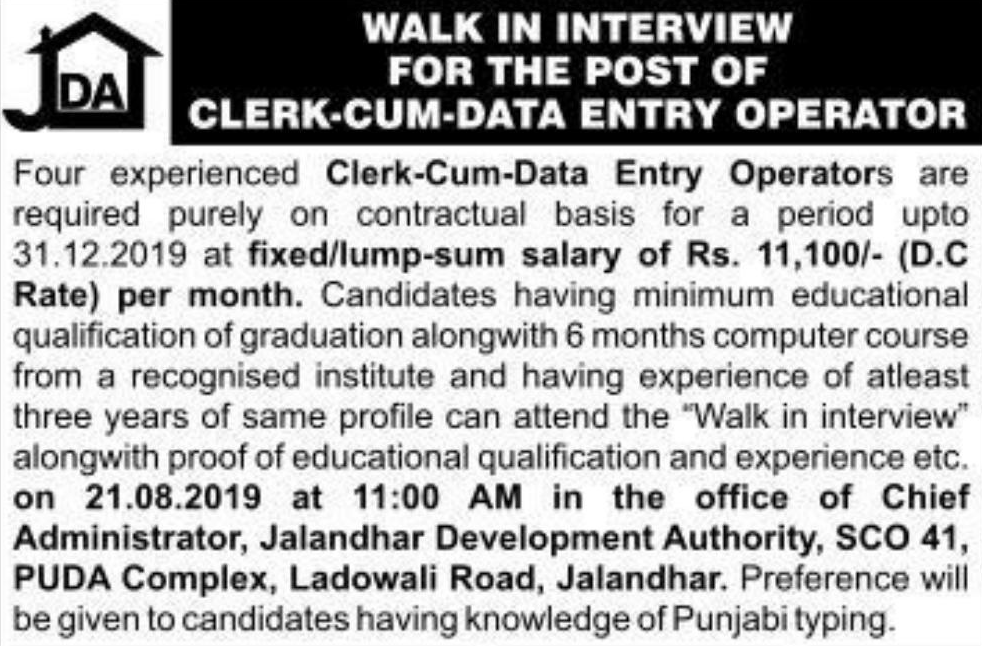 JDA
WALK IN INTERVIEW
FOR THE POST OF
CLERK-CUM-DATA ENTRY OPERATOR
Four experienced Clerk-Cum-Data Entry Operators are
required purely on contractual basis for a period upto
31.12.2019 at fixed/lump-sum salary of Rs. 11,100/- (D.C
Rate) per month. Candidates having minimum educational
qualification of graduation alongwith 6 months computer course
from a recognised institute and having experience of atleast
three years of same profile can attend the “Walk in interview”
alongwith proof of educational qualification and experience etc.
on 21.08.2019 at 11:00 AM in the office of Chief
Administrator, Jalandhar Development Authority, SCO 41,
PUDA Complex, Ladowali Road, Jalandhar. Preference will
be given to candidates having knowledge of Punjabi typing.